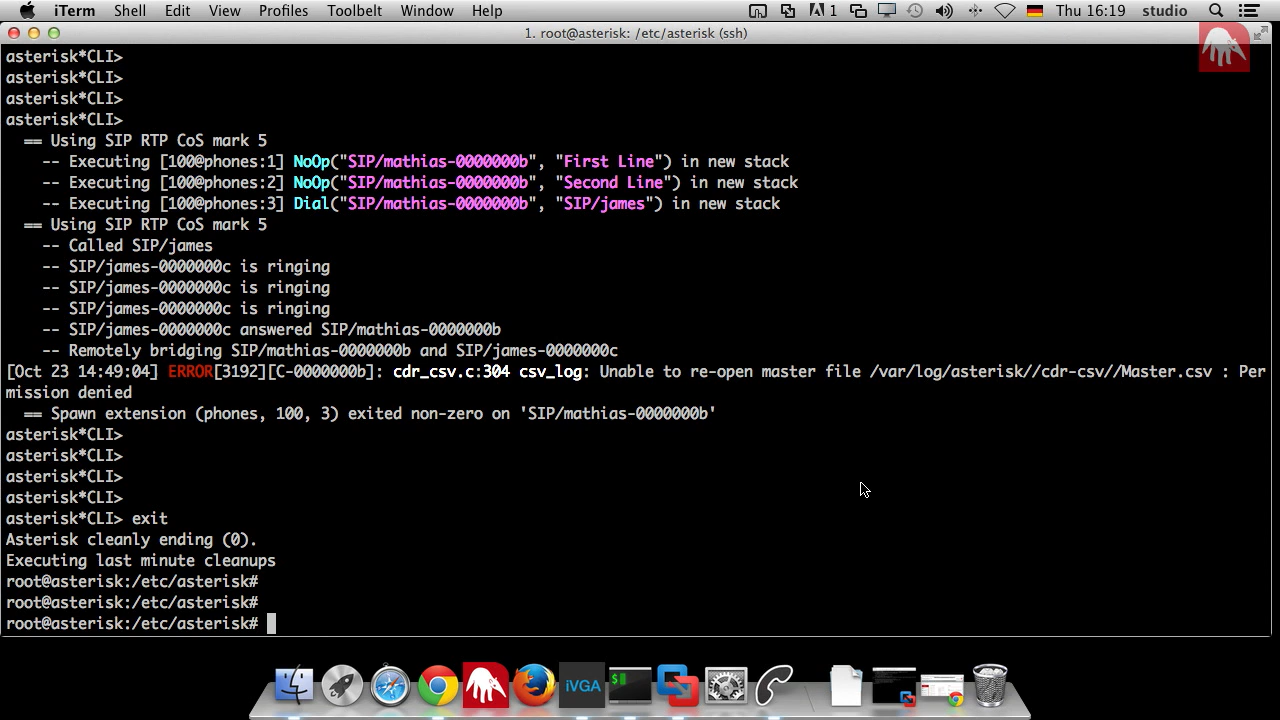 iTerm Shell Edit View Profiles Toolbelt Window Help 1 Thu 16:19 studio
1. root@asterisk: /etc/asterisk (ssh)
asterisk*CLI>
asterisk*CLI>
asterisk*CLI>
asterisk*CLI>
== Using SIP RTP CoS mark 5
-- Executing [100@phones:1] NoOp("SIP/mathias-0000000b", "First Line") in new stack
-- Executing [100@phones:2] NoOp("SIP/mathias-0000000b", "Second Line") in new stack
-- Executing [100@phones:3] Dial("SIP/mathias-0000000b", "SIP/james") in new stack
== Using SIP RTP CoS mark 5
-- Called SIP/james
-- SIP/james-0000000c is ringing
-- SIP/james-0000000c is ringing
-- SIP/james-0000000c is ringing
-- SIP/james-0000000c answered SIP/mathias-0000000b
-- Remotely bridging SIP/mathias-0000000b and SIP/james-0000000c
[Oct 23 14:49:04] ERROR[3192][C-0000000b]: cdr_csv.c:304 csv_log: Unable to re-open master file /var/log/asterisk//cdr-csv//Master.csv : Per
mission denied
== Spawn extension (phones, 100, 3) exited non-zero on 'SIP/mathias-0000000b'
asterisk*CLI>
asterisk*CLI>
asterisk*CLI>
asterisk*CLI>
asterisk*CLI> exit
Asterisk cleanly ending (0).
Executing last minute cleanups
root@asterisk:/etc/asterisk#
root@asterisk:/etc/asterisk#
root@asterisk:/etc/asterisk#
iVGA
$